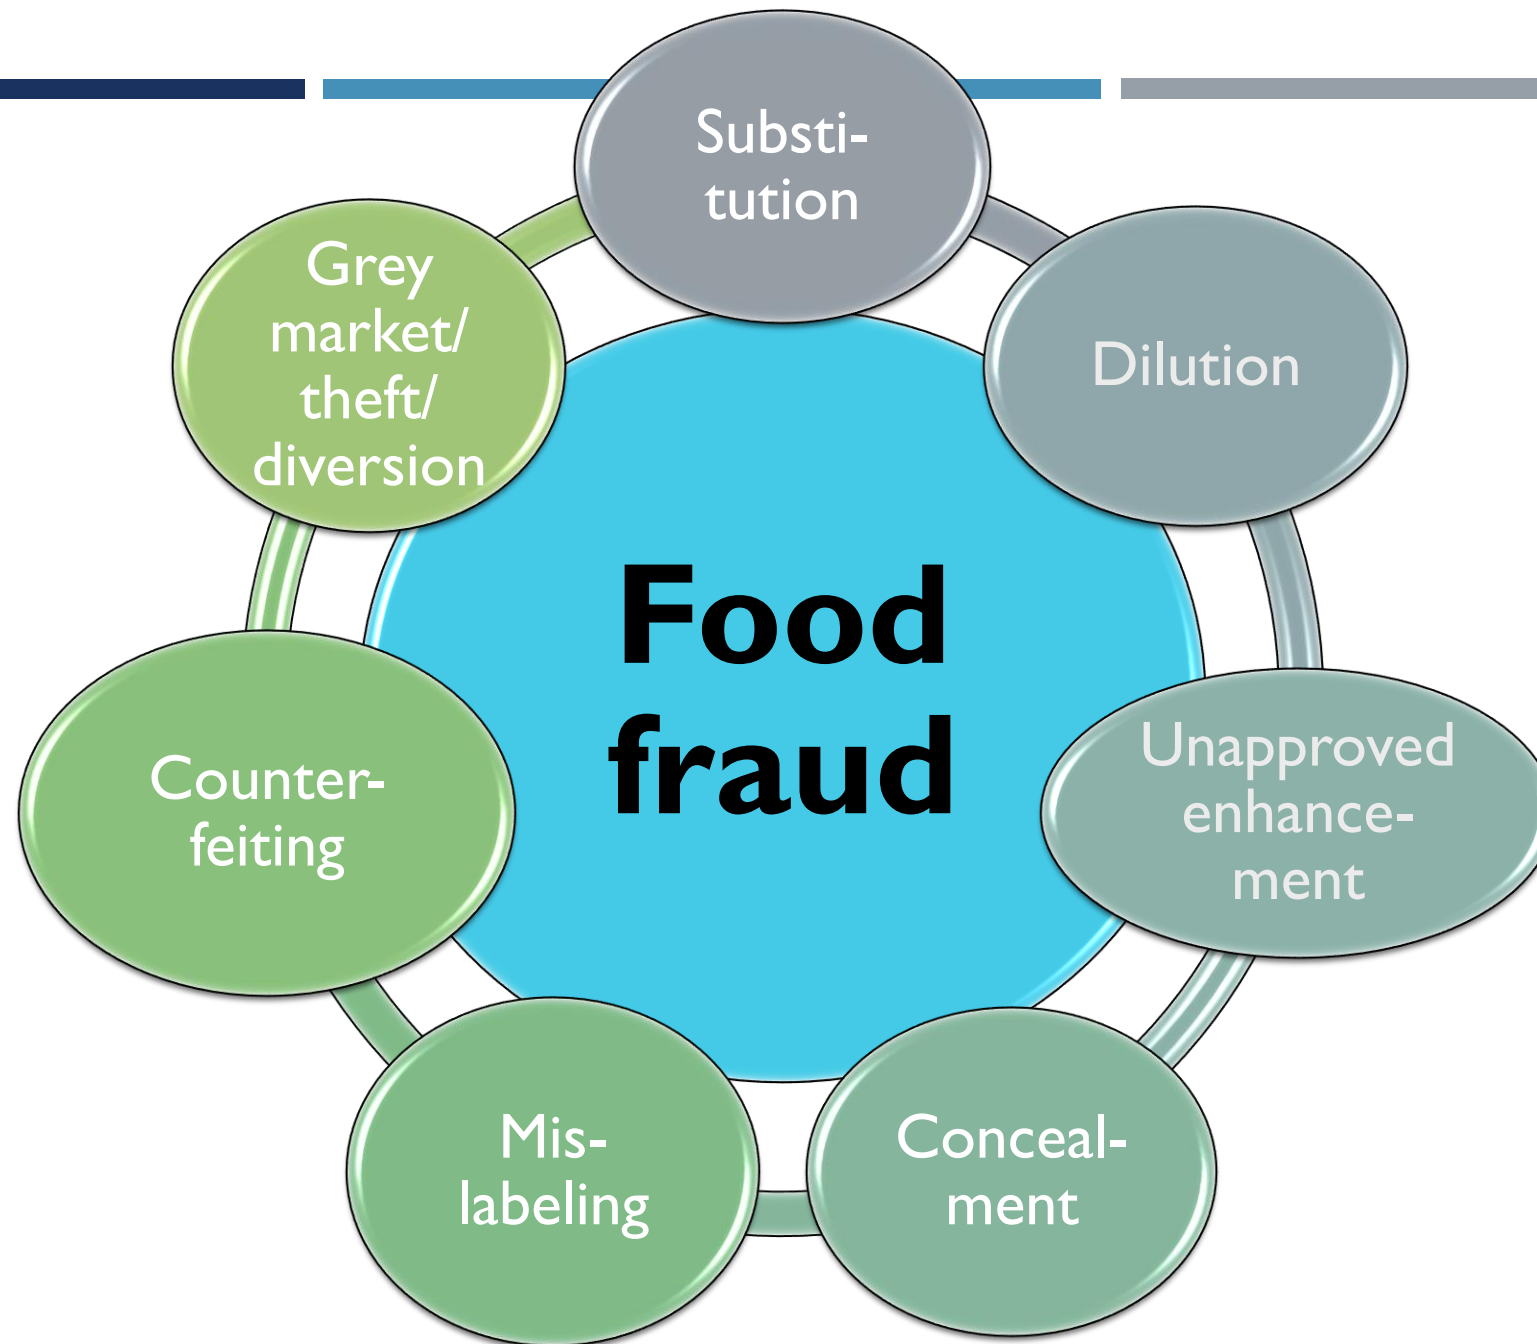 Substi-
tution
Dilution
Unapproved
enhance-
ment
Conceal-
ment
Mis-
labeling
Counter-
feiting
Grey
market/
theft/
diversion
Food
fraud